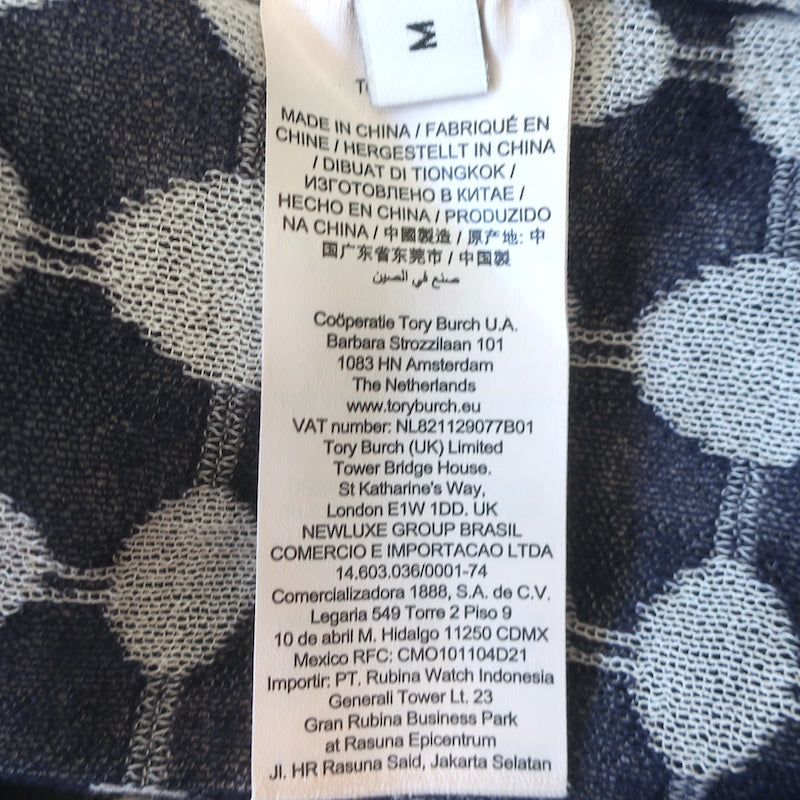 M
MADE IN CHINA / FABRIQUÉ EN
CHINE / HERGESTELLT IN CHINA
/ DIBUAT DI TIONGKOK /
ИЗГОТОВЛЕНО В КИТАЕ /
HECHO EN CHINA / PRODUZIDO
NA CHINA / 中國製造 / 原产地: 中
国广东省东莞市 / 中国製
صنع في الصين
Coöperatie Tory Burch U.A.
Barbara Strozzilaan 101
1083 HN Amsterdam
The Netherlands
www.toryburch.eu
VAT number: NL821129077B01
Tory Burch (UK) Limited
Tower Bridge House.
St Katharine's Way,
London E1W 1DD. UK
NEWLUXE GROUP BRASIL
COMERCIO E IMPORTACAO LTDA
14.603.036/0001-74
Comercializadora 1888, S.A. de C.V.
Legaria 549 Torre 2 Piso 9
10 de abril M. Hidalgo 11250 CDMX
Mexico RFC: CMO101104D21
Importir: PT. Rubina Watch Indonesia
Generali Tower Lt. 23
Gran Rubina Business Park
at Rasuna Epicentrum
Jl. HR Rasuna Said, Jakarta Selatan